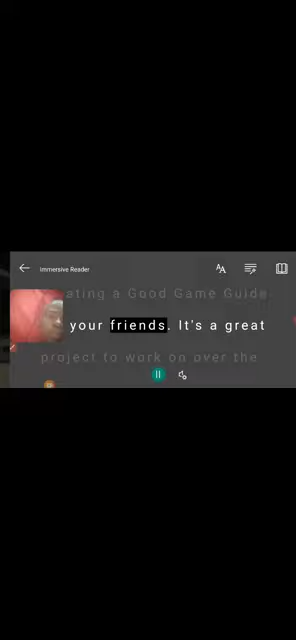 Immersive Reader
ating a Good Game Guide
your friends. It's a great
project to work on over the